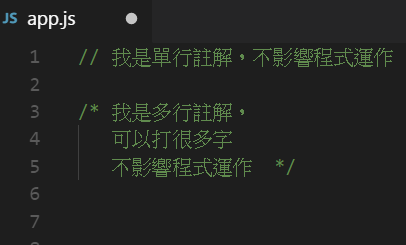 JS app.js
1 // 我是單行註解，不影響程式運作
2
3 /* 我是多行註解，
4 可以打很多字
5 不影響程式運作 */
6
7